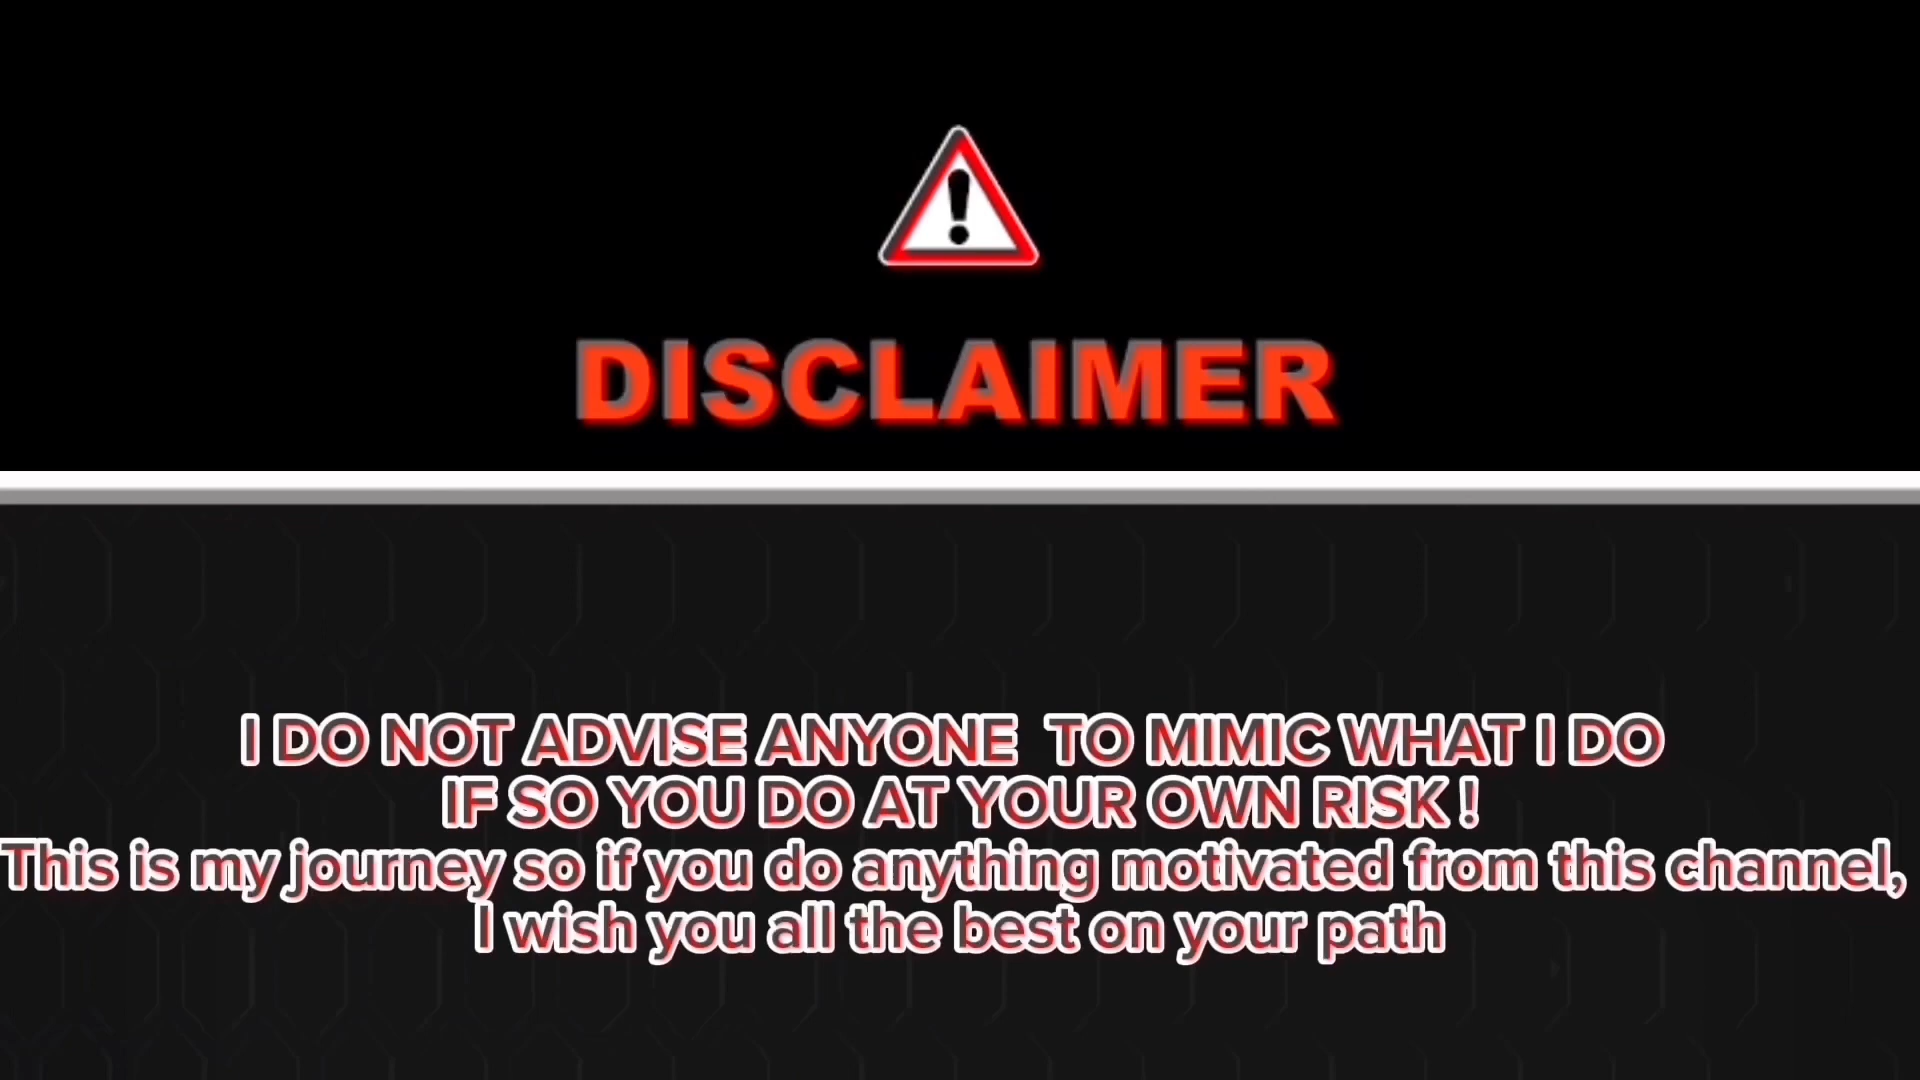 DISCLAIMER
I DO NOT ADVISE ANYONE TO MIMIC WHAT I DO
IF SO YOU DO AT YOUR OWN RISK !
This is my journey so if you do anything motivated from this channel,
I wish you all the best on your path